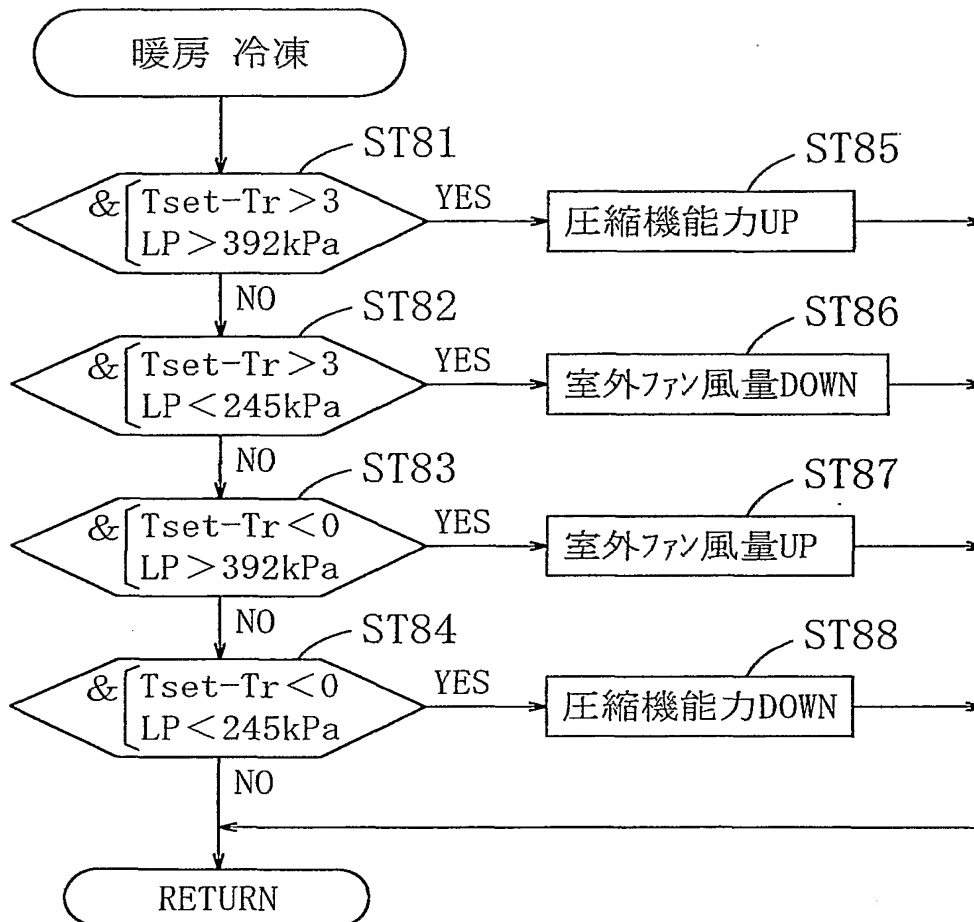 暖房 冷凍
ST81
ST85
& Tset-Tr>3
LP>392kPa
YES
圧縮機能力UP
NO
ST82
ST86
& Tset-Tr>3
LP<245kPa
YES
室外ファン風量DOWN
NO
ST83
ST87
& Tset-Tr<0
LP>392kPa
YES
室外ファン風量UP
NO
ST84
ST88
& Tset-Tr<0
LP<245kPa
YES
圧縮機能力DOWN
NO
RETURN